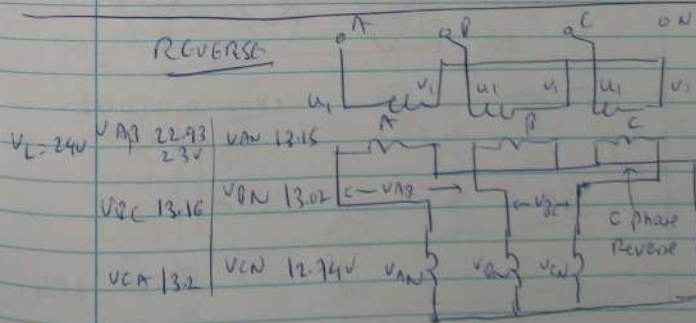 REVERSE
A B C N
u1 v1 u1 v1 u1 v1
A B C
VL=24V
VAB 22.93 VAN 13.15
23V
VBC 13.16 VBN 13.02
VCA 13.2 VCN 12.74V
<-VAB->
<-VBC->
VAN VBN VCN
C phase
Reverse